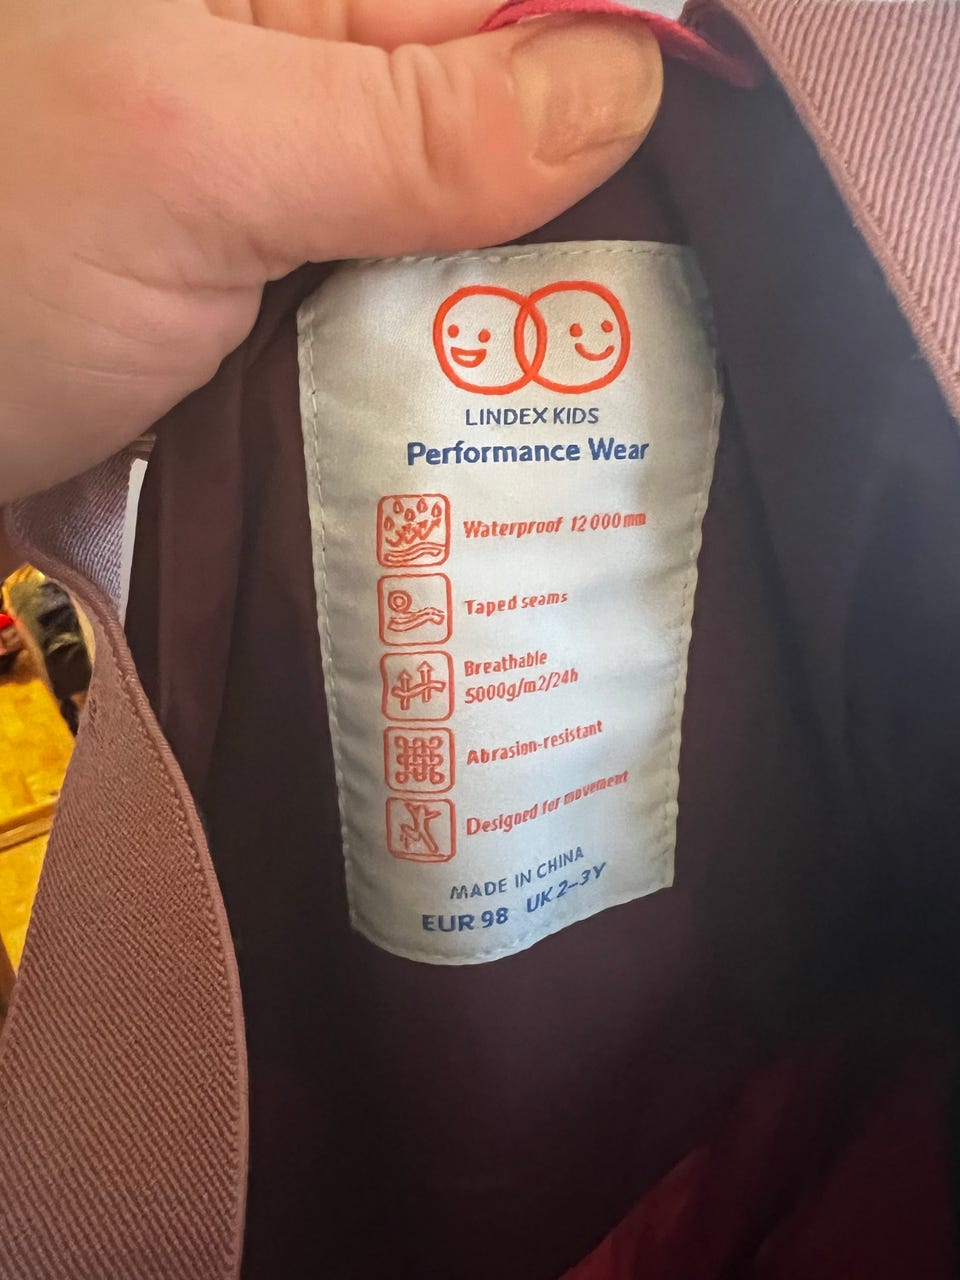 LINDEX KIDS
Performance Wear
Waterproof 12 000 mm
Taped seams
Breathable
5000g/m2/24h
Abrasion-resistant
Designed for movement
MADE IN CHINA
EUR 98 UK 2-3Y